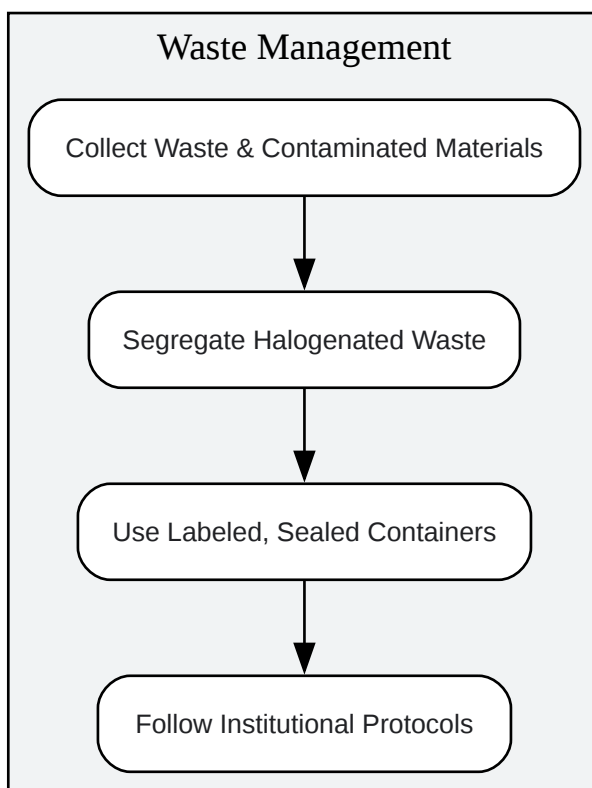 Waste Management
Collect Waste & Contaminated Materials
Segregate Halogenated Waste
Use Labeled, Sealed Containers
Follow Institutional Protocols